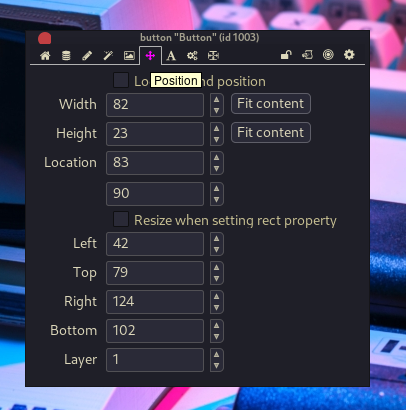 button "Button" (id 1003)
Lo nd position
Position
Width 82 Fit content
Height 23 Fit content
Location 83
90
Resize when setting rect property
Left 42
Top 79
Right 124
Bottom 102
Layer 1